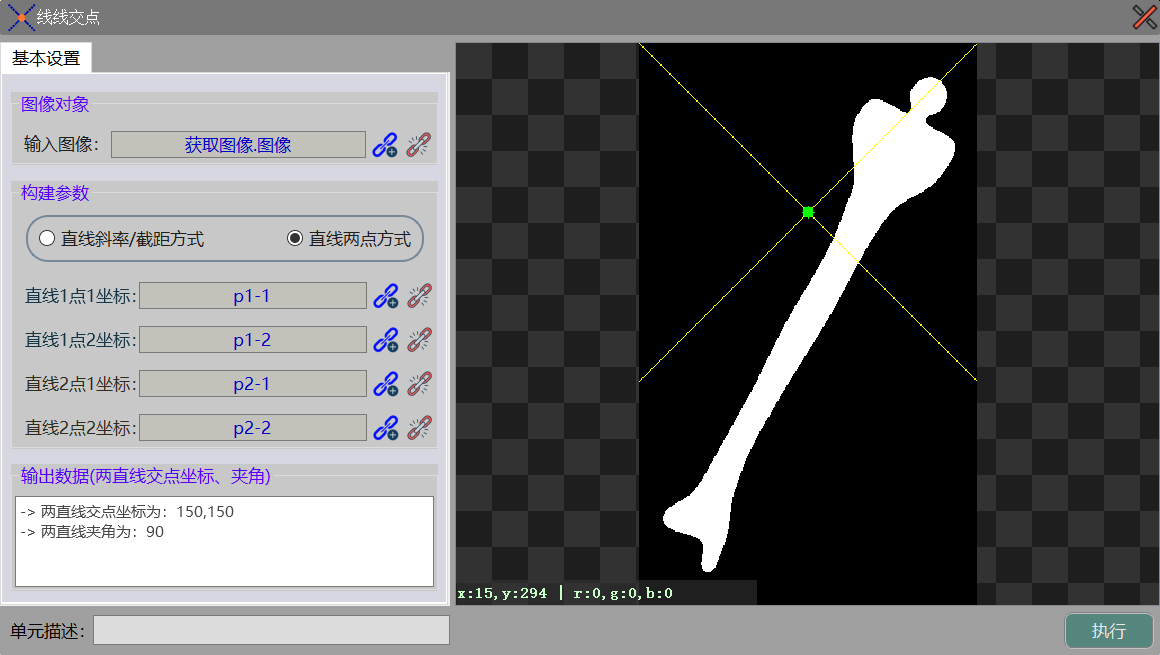 线线交点
基本设置
图像对象
输入图像: 获取图像.图像
构建参数
直线斜率/截距方式 直线两点方式
直线1点1坐标: p1-1
直线1点2坐标: p1-2
直线2点1坐标: p2-1
直线2点2坐标: p2-2
输出数据(两直线交点坐标、夹角)
-> 两直线交点坐标为：150,150
-> 两直线夹角为：90
x:15,y:294 | r:0,g:0,b:0
单元描述:
执行